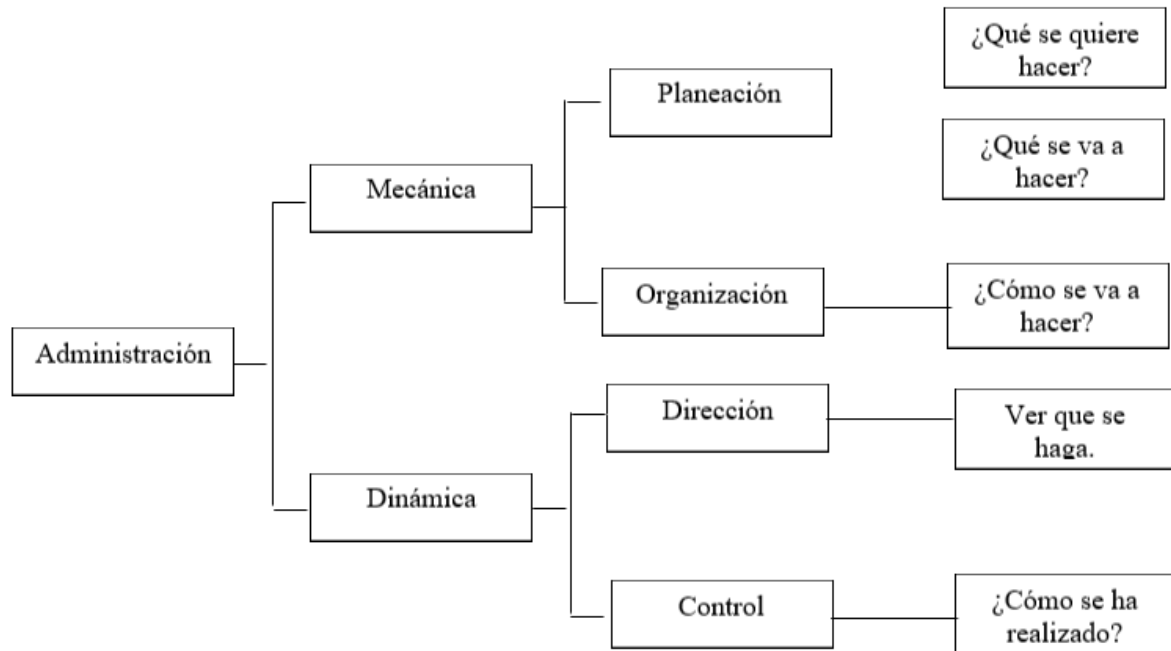 ¿Qué se quiere
hacer?
Planeación
¿Qué se va a
hacer?
Mecánica
Organización
¿Cómo se va a
hacer?
Administración
Dirección
Ver que se
haga.
Dinámica
Control
¿Cómo se ha
realizado?